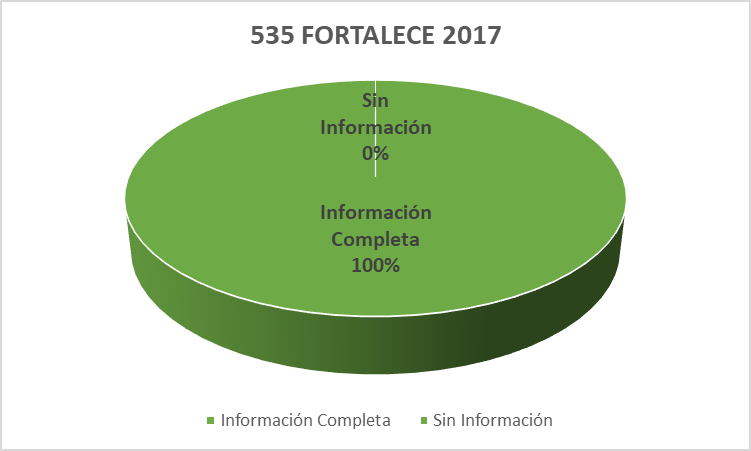 535 FORTALECE 2017
Sin
Información
0%
Información
Completa
100%
Información Completa
Sin Información